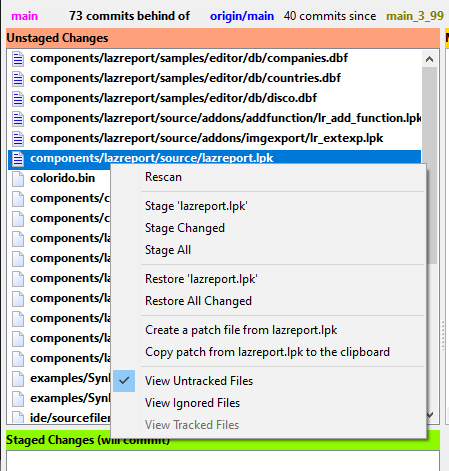 main 73 commits behind of origin/main 40 commits since main_3_99
Unstaged Changes
components/lazreport/samples/editor/db/companies.dbf
components/lazreport/samples/editor/db/countries.dbf
components/lazreport/samples/editor/db/disco.dbf
components/lazreport/source/addons/addfunction/lr_add_function.lpk
components/lazreport/source/addons/imgexport/lr_extexp.lpk
components/lazreport/source/lazreport.lpk
colorido.bin
Rescan
Stage 'lazreport.lpk'
Stage Changed
Stage All
Restore 'lazreport.lpk'
Restore All Changed
Create a patch file from lazreport.lpk
Copy patch from lazreport.lpk to the clipboard
View Untracked Files
View Ignored Files
View Tracked Files
components/c
components/c
components/c
components/la
components/la
components/la
components/la
components/la
components/la
examples/Syn
examples/Syn
ide/sourcefiler
Staged Changes (will commit)